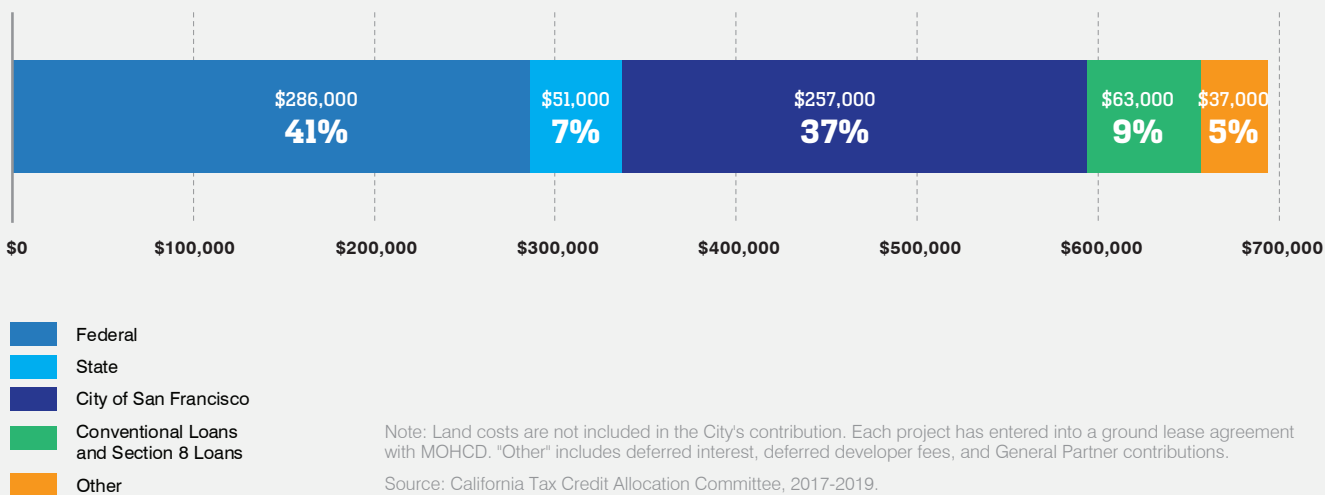 $286,000 $51,000 $257,000 $63,000 $37,000
41% 7% 37% 9% 5%
$0 $100,000 $200,000 $300,000 $400,000 $500,000 $600,000 $700,000
Federal
State
City of San Francisco
Conventional Loans
and Section 8 Loans
Other
Note: Land costs are not included in the City's contribution. Each project has entered into a ground lease agreement
with MOHCD. "Other" includes deferred interest, deferred developer fees, and General Partner contributions.
Source: California Tax Credit Allocation Committee, 2017-2019.